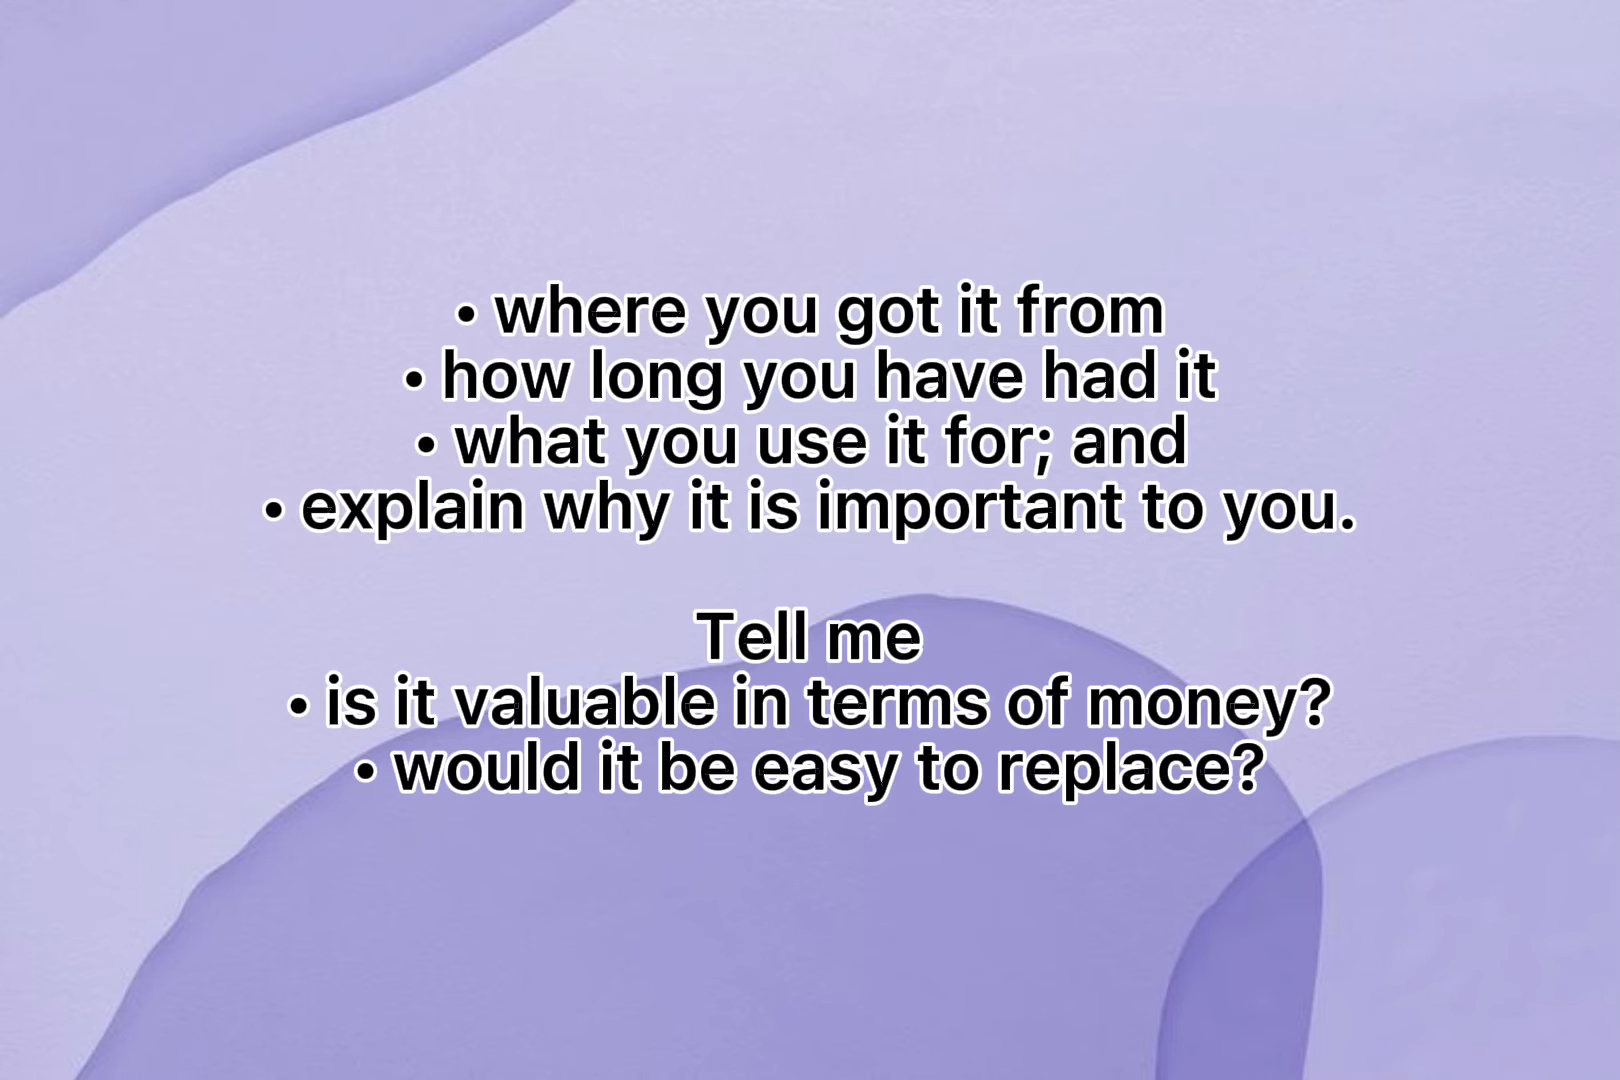 • where you got it from
• how long you have had it
• what you use it for; and
• explain why it is important to you.
Tell me
• is it valuable in terms of money?
• would it be easy to replace?